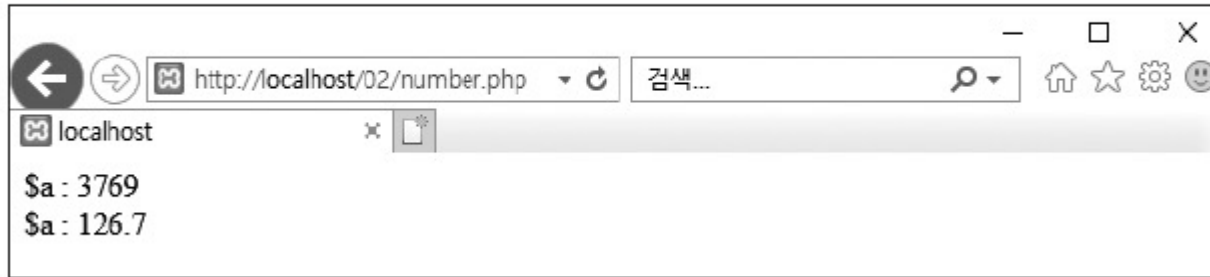 http://localhost/02/number.php
검색...
localhost
$a : 3769
$a : 126.7